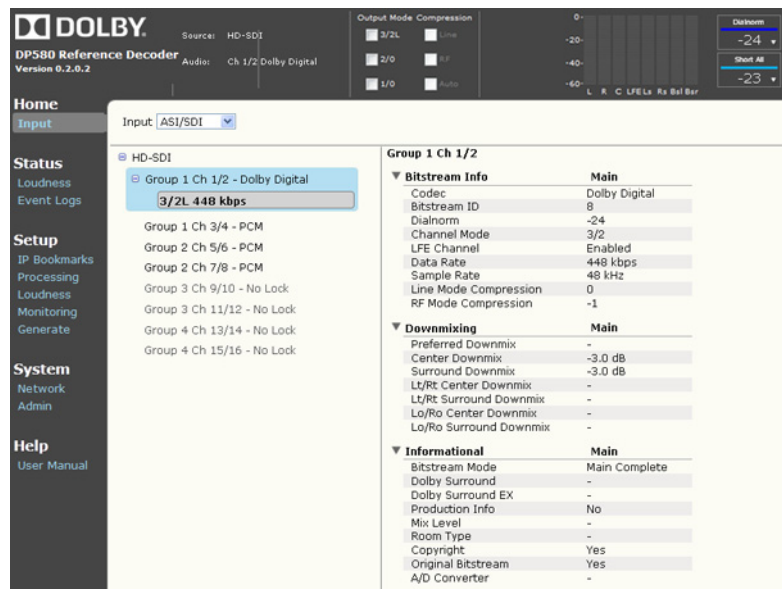 DOLBY.
DP580 Reference Decoder
Version 0.2.0.2
Source: HD-SDI
Audio: Ch 1/2 Dolby Digital
Output Mode Compression
3/2L Line
2/0 RF
1/0 Auto
0-
-20-
-40-
-60-
L R C LFE Ls Rs Bsl Bsr
Dialnorm
-24
Short All
-23
Home
Input
Status
Loudness
Event Logs
Setup
IP Bookmarks
Processing
Loudness
Monitoring
Generate
System
Network
Admin
Help
User Manual
Input ASI/SDI
HD-SDI
Group 1 Ch 1/2 - Dolby Digital
3/2L 448 kbps
Group 1 Ch 3/4 - PCM
Group 2 Ch 5/6 - PCM
Group 2 Ch 7/8 - PCM
Group 3 Ch 9/10 - No Lock
Group 3 Ch 11/12 - No Lock
Group 4 Ch 13/14 - No Lock
Group 4 Ch 15/16 - No Lock
Group 1 Ch 1/2
Bitstream Info Main
Codec Dolby Digital
Bitstream ID 8
Dialnorm -24
Channel Mode 3/2
LFE Channel Enabled
Data Rate 448 kbps
Sample Rate 48 kHz
Line Mode Compression 0
RF Mode Compression -1
Downmixing Main
Preferred Downmix -
Center Downmix -3.0 dB
Surround Downmix -3.0 dB
Lt/Rt Center Downmix -
Lt/Rt Surround Downmix -
Lo/Ro Center Downmix -
Lo/Ro Surround Downmix -
Informational Main
Bitstream Mode Main Complete
Dolby Surround -
Dolby Surround EX -
Production Info No
Mix Level -
Room Type -
Copyright Yes
Original Bitstream Yes
A/D Converter -